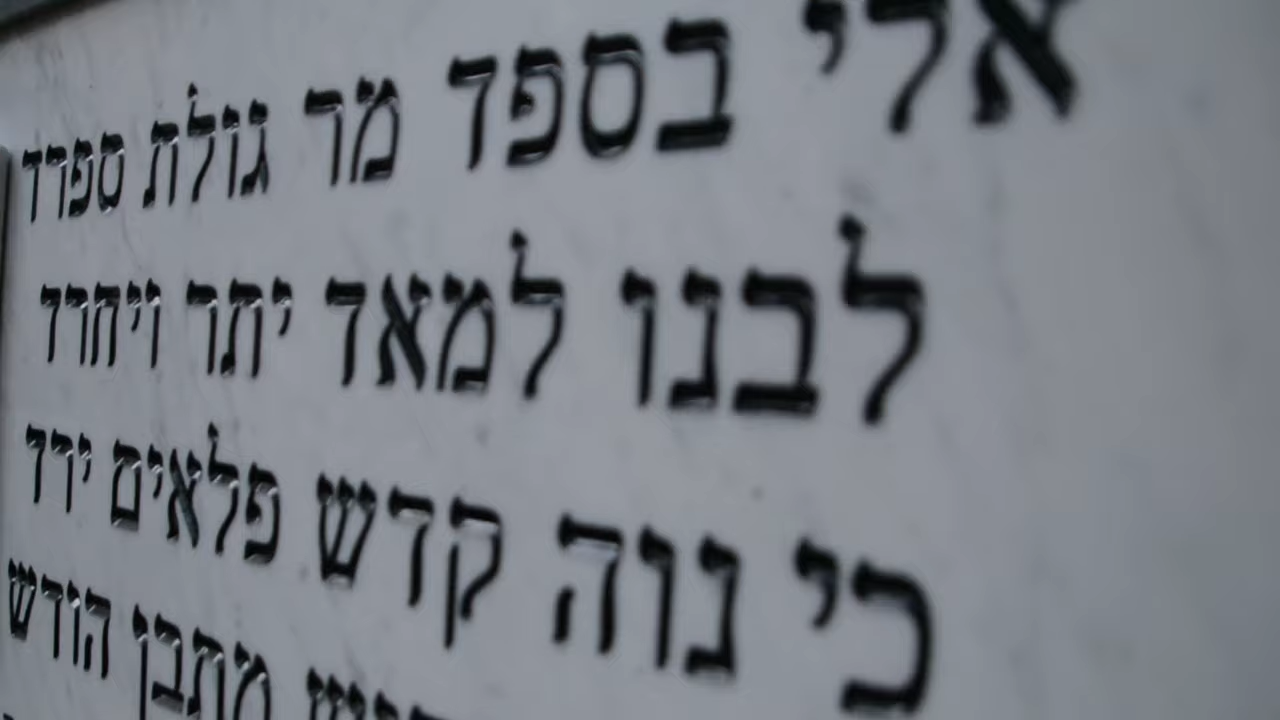 אלי בספד מר גולת ספרד
לבנו למאד יתר ויחרד
כי נוה קדש פלאים ירד
מתבן הודש